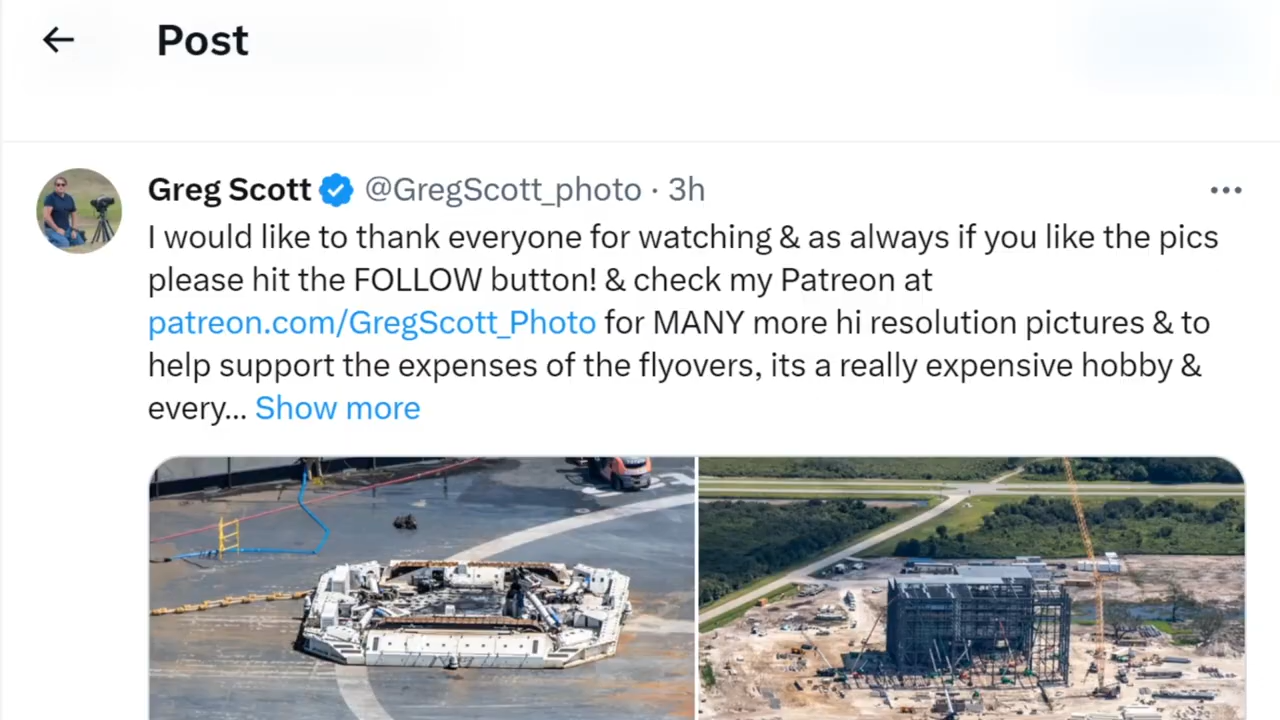 Post
Greg Scott @GregScott_photo · 3h
I would like to thank everyone for watching & as always if you like the pics
please hit the FOLLOW button! & check my Patreon at
patreon.com/GregScott_Photo for MANY more hi resolution pictures & to
help support the expenses of the flyovers, its a really expensive hobby &
every... Show more